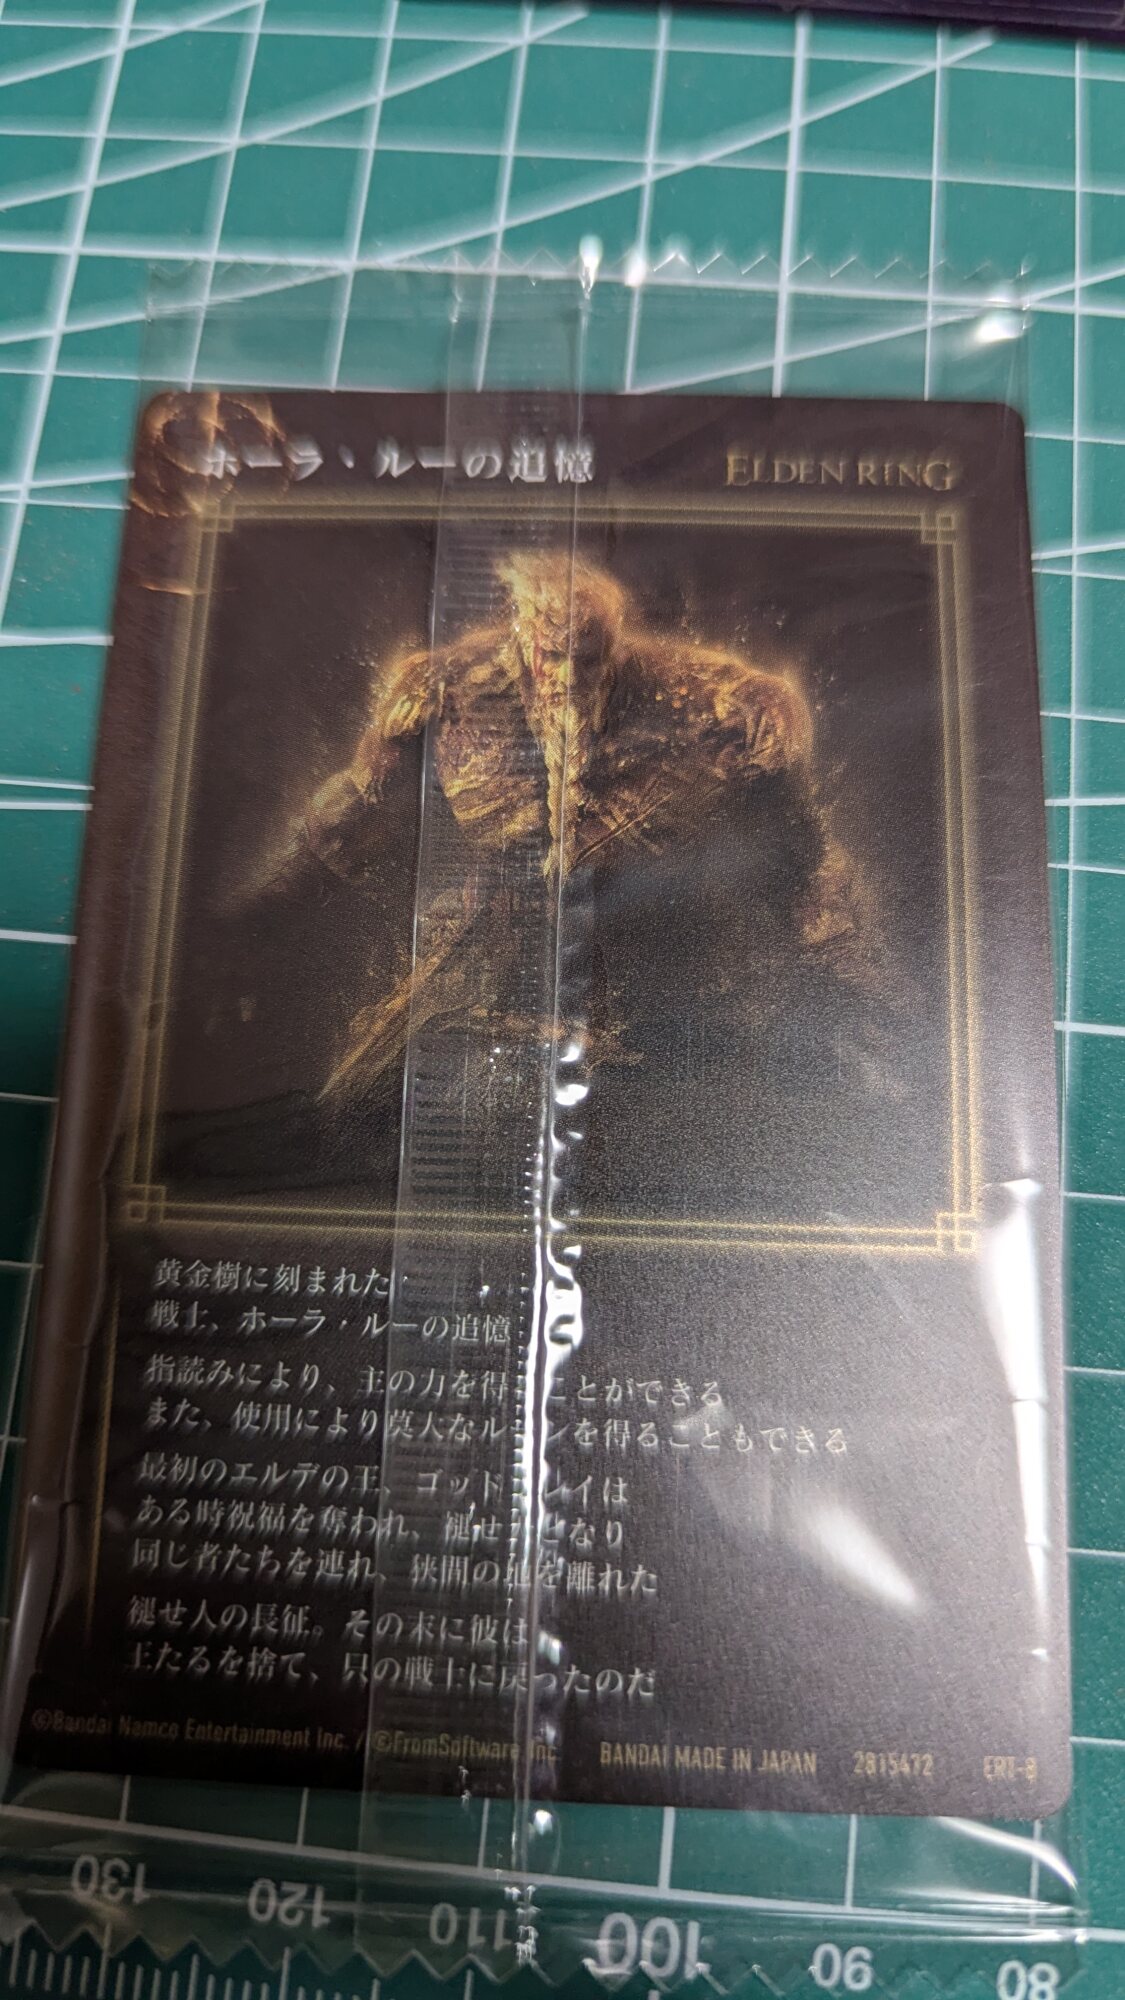 ホーラ・ルーの追憶
ELDEN RING
黄金樹に刻まれた
戦士、ホーラ・ルーの追憶
指読みにより、主の力を得ることができる
また、使用により莫大なルーンを得ることもできる
最初のエルデの王、ゴッドフレイは
ある時祝福を奪われ、褪せ人となり
同じ者たちを連れ、狭間の地を離れた
褪せ人の長征。その末に彼は
王たるを捨て、只の戦士に戻ったのだ
©Bandai Namco Entertainment Inc. / ©FromSoftware, Inc. BANDAI MADE IN JAPAN 2815472 ERT-8
130 120 110 100 90 80